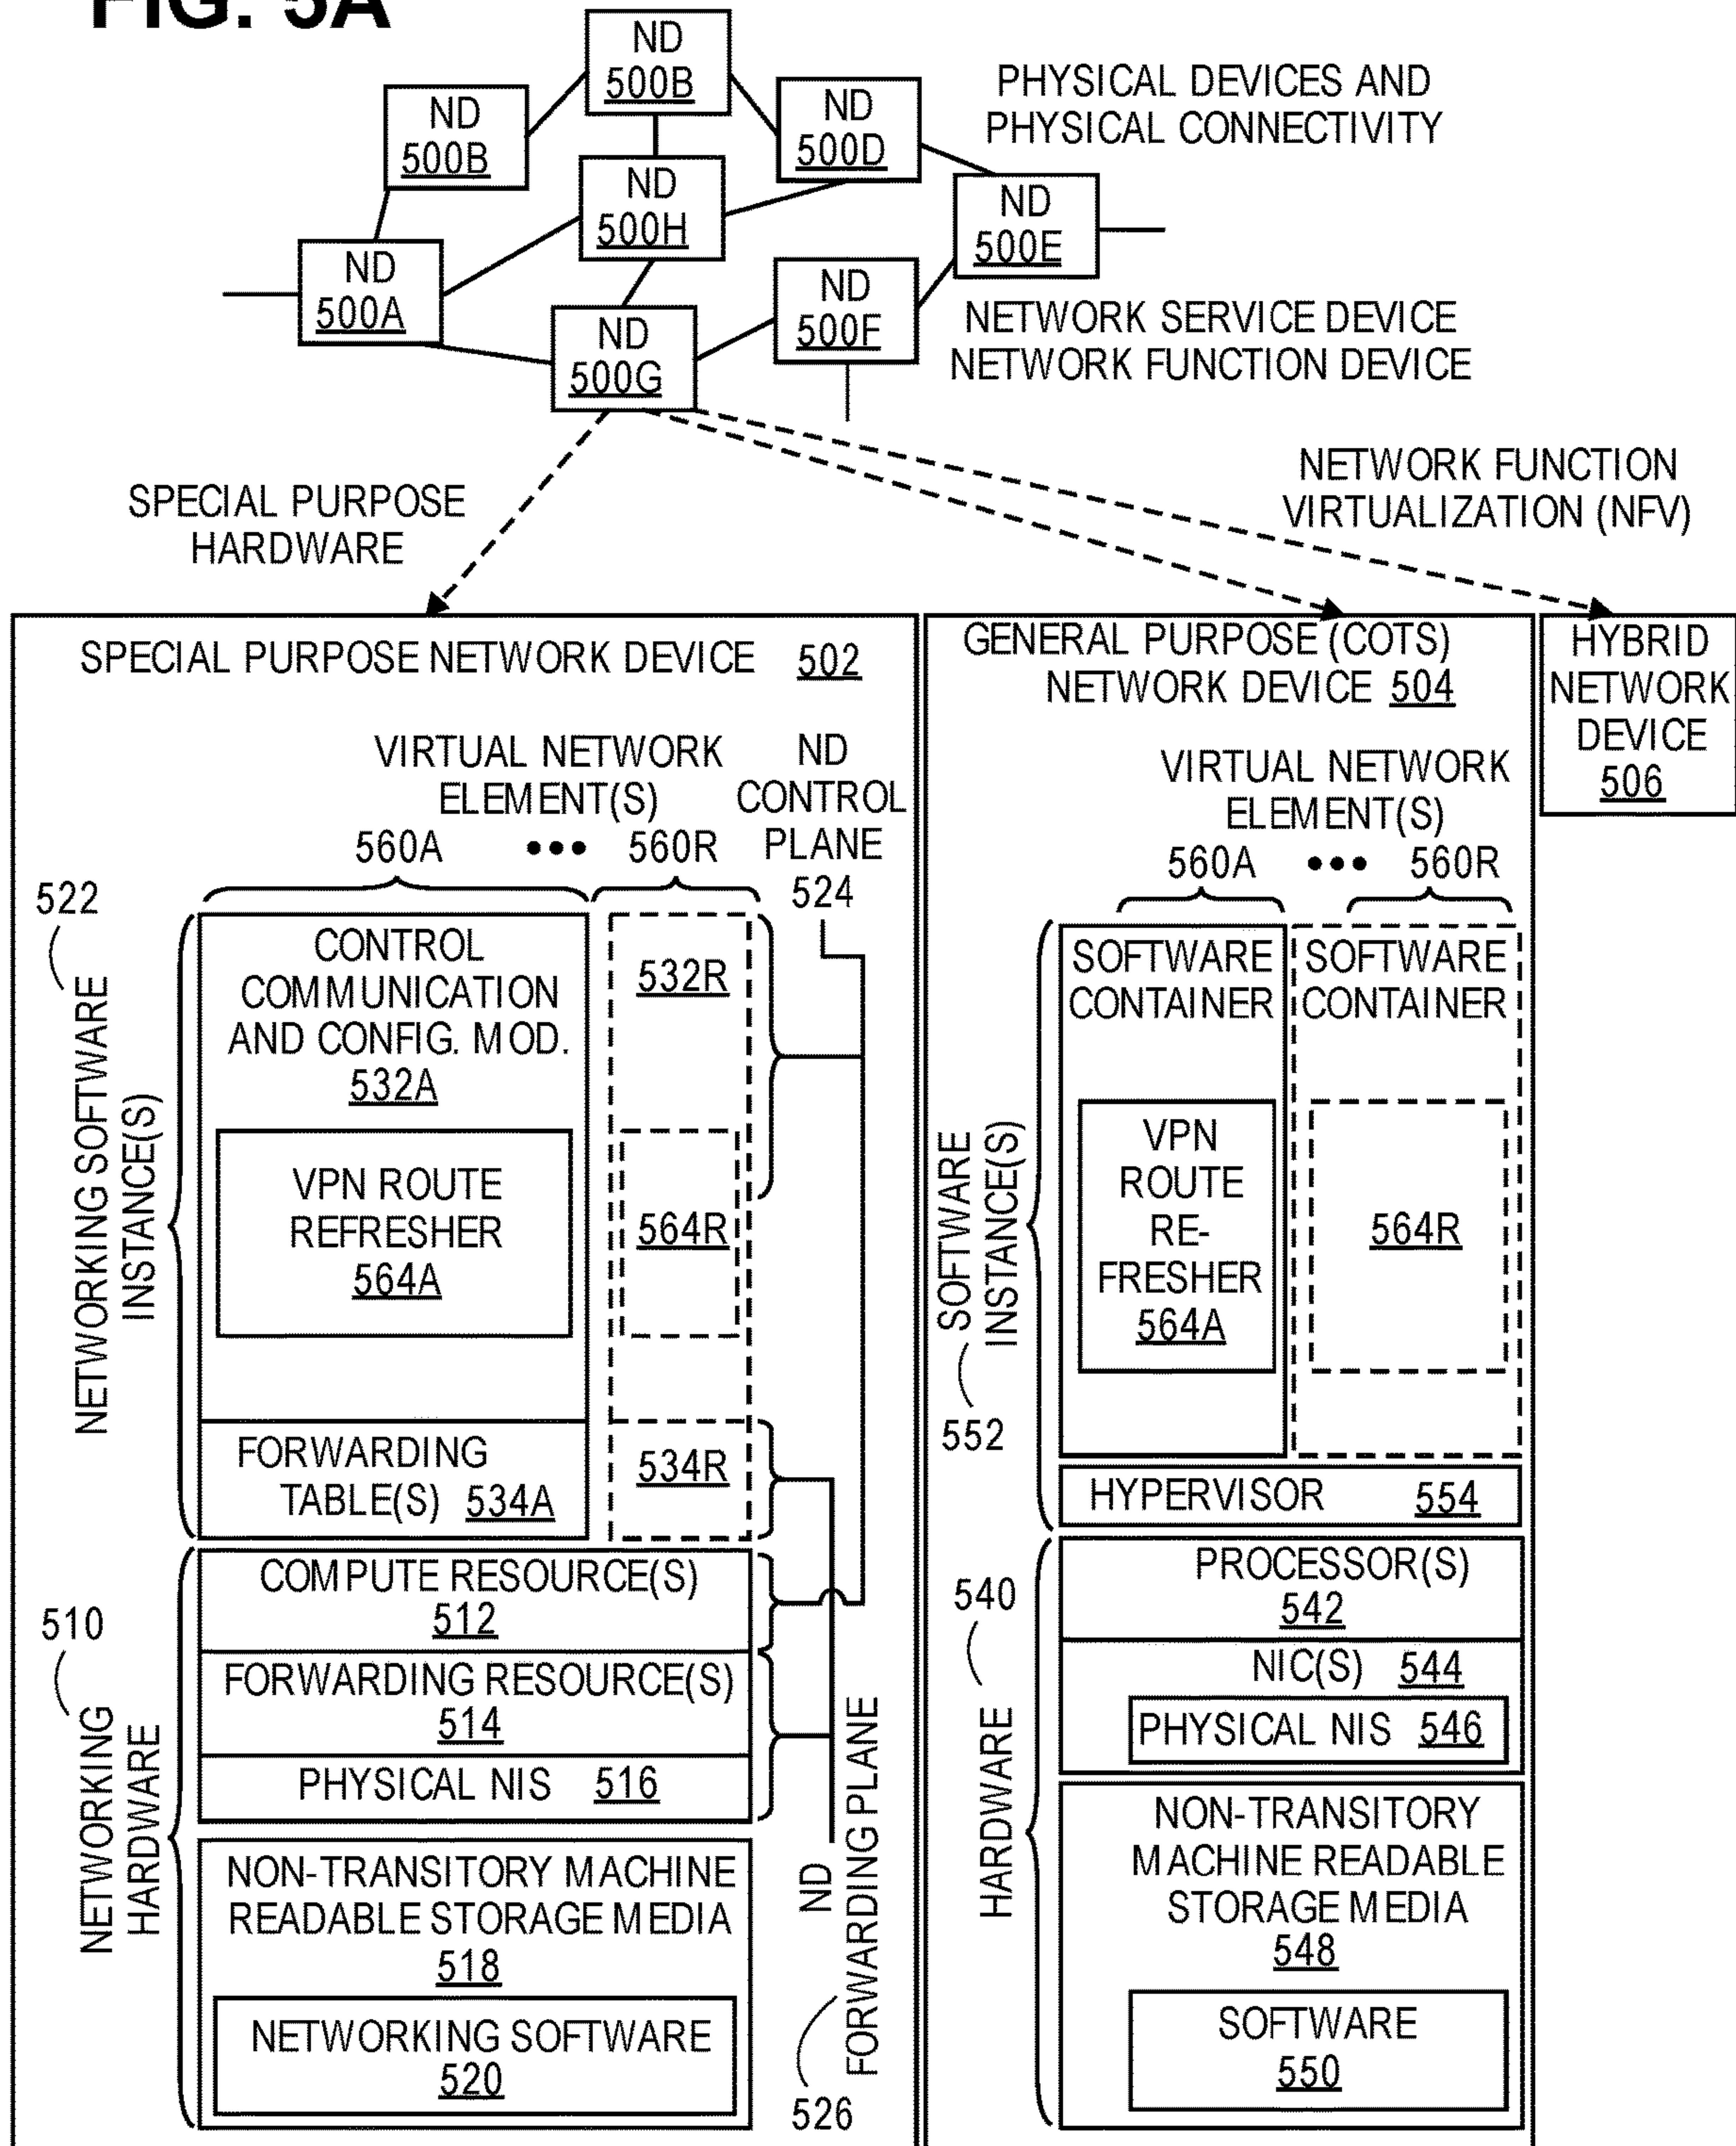 FIG. 5A
ND
500B
ND
500B
ND
500D
PHYSICAL DEVICES AND
PHYSICAL CONNECTIVITY
ND
500H
ND
500E
ND
500A
ND
500F
ND
500G
NETWORK SERVICE DEVICE
NETWORK FUNCTION DEVICE
SPECIAL PURPOSE
HARDWARE
NETWORK FUNCTION
VIRTUALIZATION (NFV)
SPECIAL PURPOSE NETWORK DEVICE 502
VIRTUAL NETWORK
ELEMENT(S)
560A ••• 560R
ND
CONTROL
PLANE
524
522
NETWORKING SOFTWARE
INSTANCE(S)
CONTROL
COMMUNICATION
AND CONFIG. MOD.
532A
532R
VPN ROUTE
REFRESHER
564A
564R
FORWARDING
TABLE(S) 534A
534R
510
NETWORKING
HARDWARE
COMPUTE RESOURCE(S)
512
FORWARDING RESOURCE(S)
514
PHYSICAL NIS 516
NON-TRANSITORY MACHINE
READABLE STORAGE MEDIA
518
NETWORKING SOFTWARE
520
ND
FORWARDING PLANE
526
GENERAL PURPOSE (COTS)
NETWORK DEVICE 504
VIRTUAL NETWORK
ELEMENT(S)
560A ••• 560R
SOFTWARE
CONTAINER
SOFTWARE
CONTAINER
VPN
ROUTE
RE-
FRESHER
564A
564R
SOFTWARE
INSTANCE(S)
552
HYPERVISOR 554
540
HARDWARE
PROCESSOR(S)
542
NIC(S) 544
PHYSICAL NIS 546
NON-TRANSITORY
MACHINE READABLE
STORAGE MEDIA
548
SOFTWARE
550
HYBRID
NETWORK
DEVICE
506